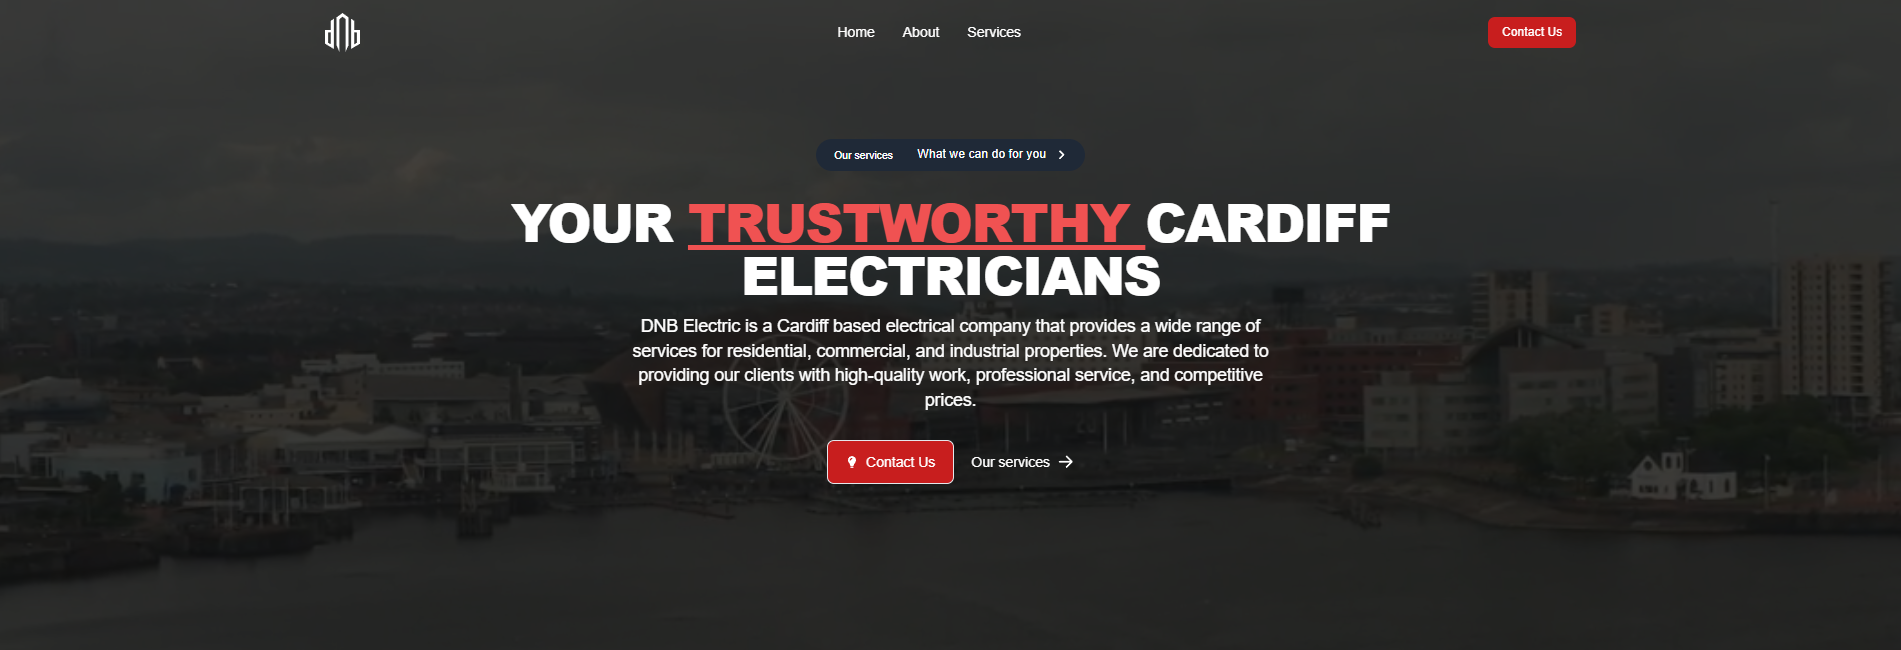 dnb
Home About Services
Contact Us
Our services What we can do for you
YOUR TRUSTWORTHY CARDIFF
ELECTRICIANS
DNB Electric is a Cardiff based electrical company that provides a wide range of
services for residential, commercial, and industrial properties. We are dedicated to
providing our clients with high-quality work, professional service, and competitive
prices.
Contact Us Our services